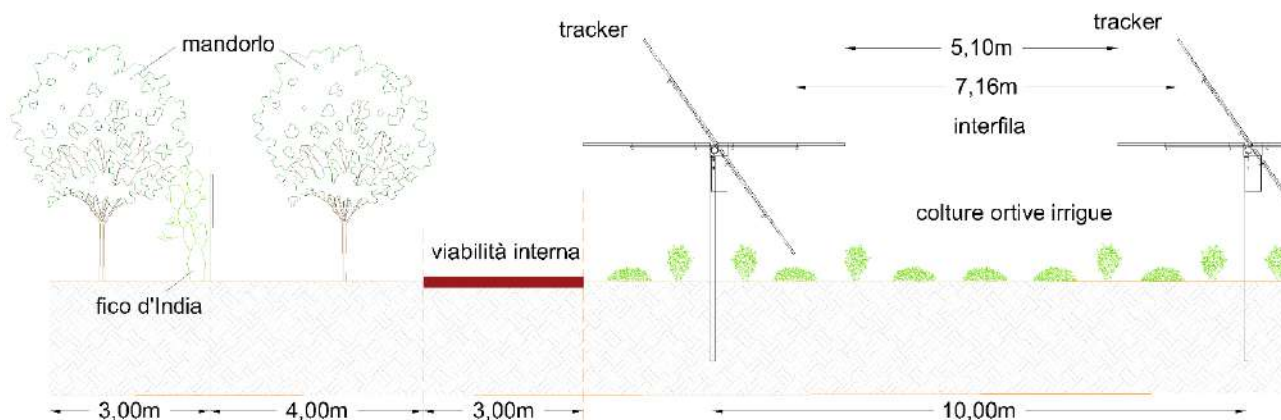 mandorlo
tracker
tracker
5,10m
7,16m
interfila
colture ortive irrigue
viabilità interna
fico d'India
3,00m
4,00m
3,00m
10,00m